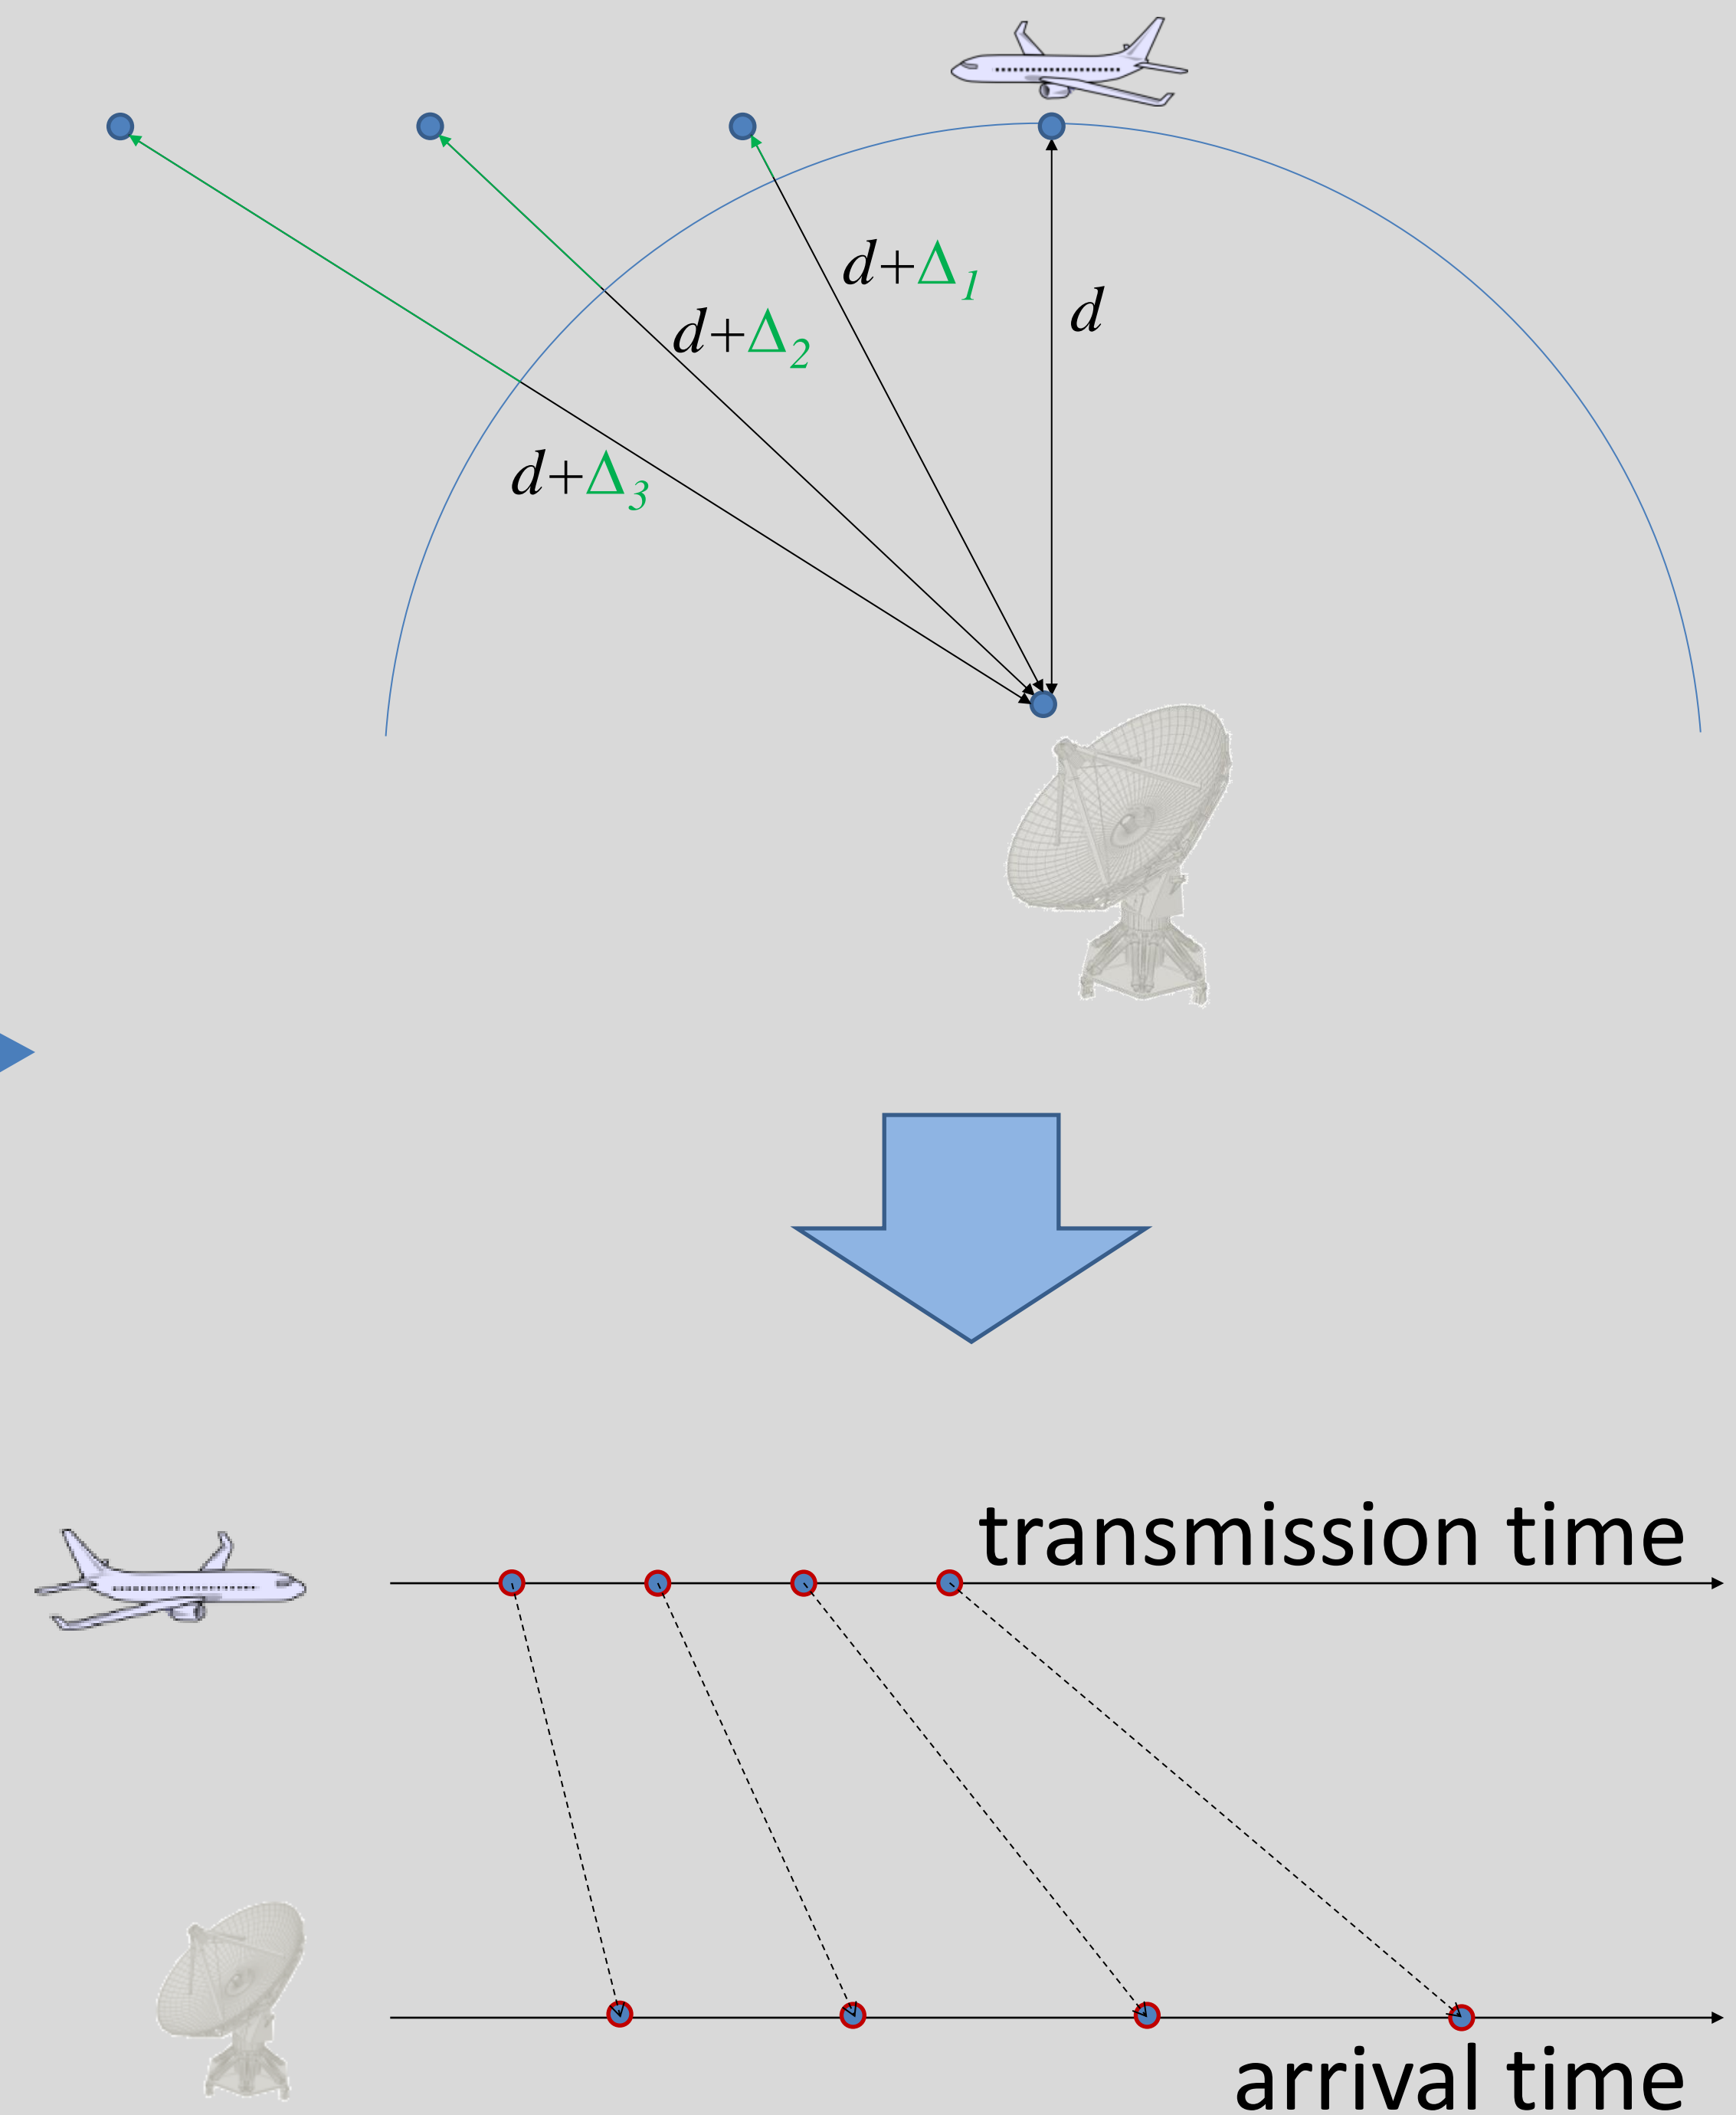 d+Δ1
d
d+Δ2
d+Δ3
transmission time
arrival time